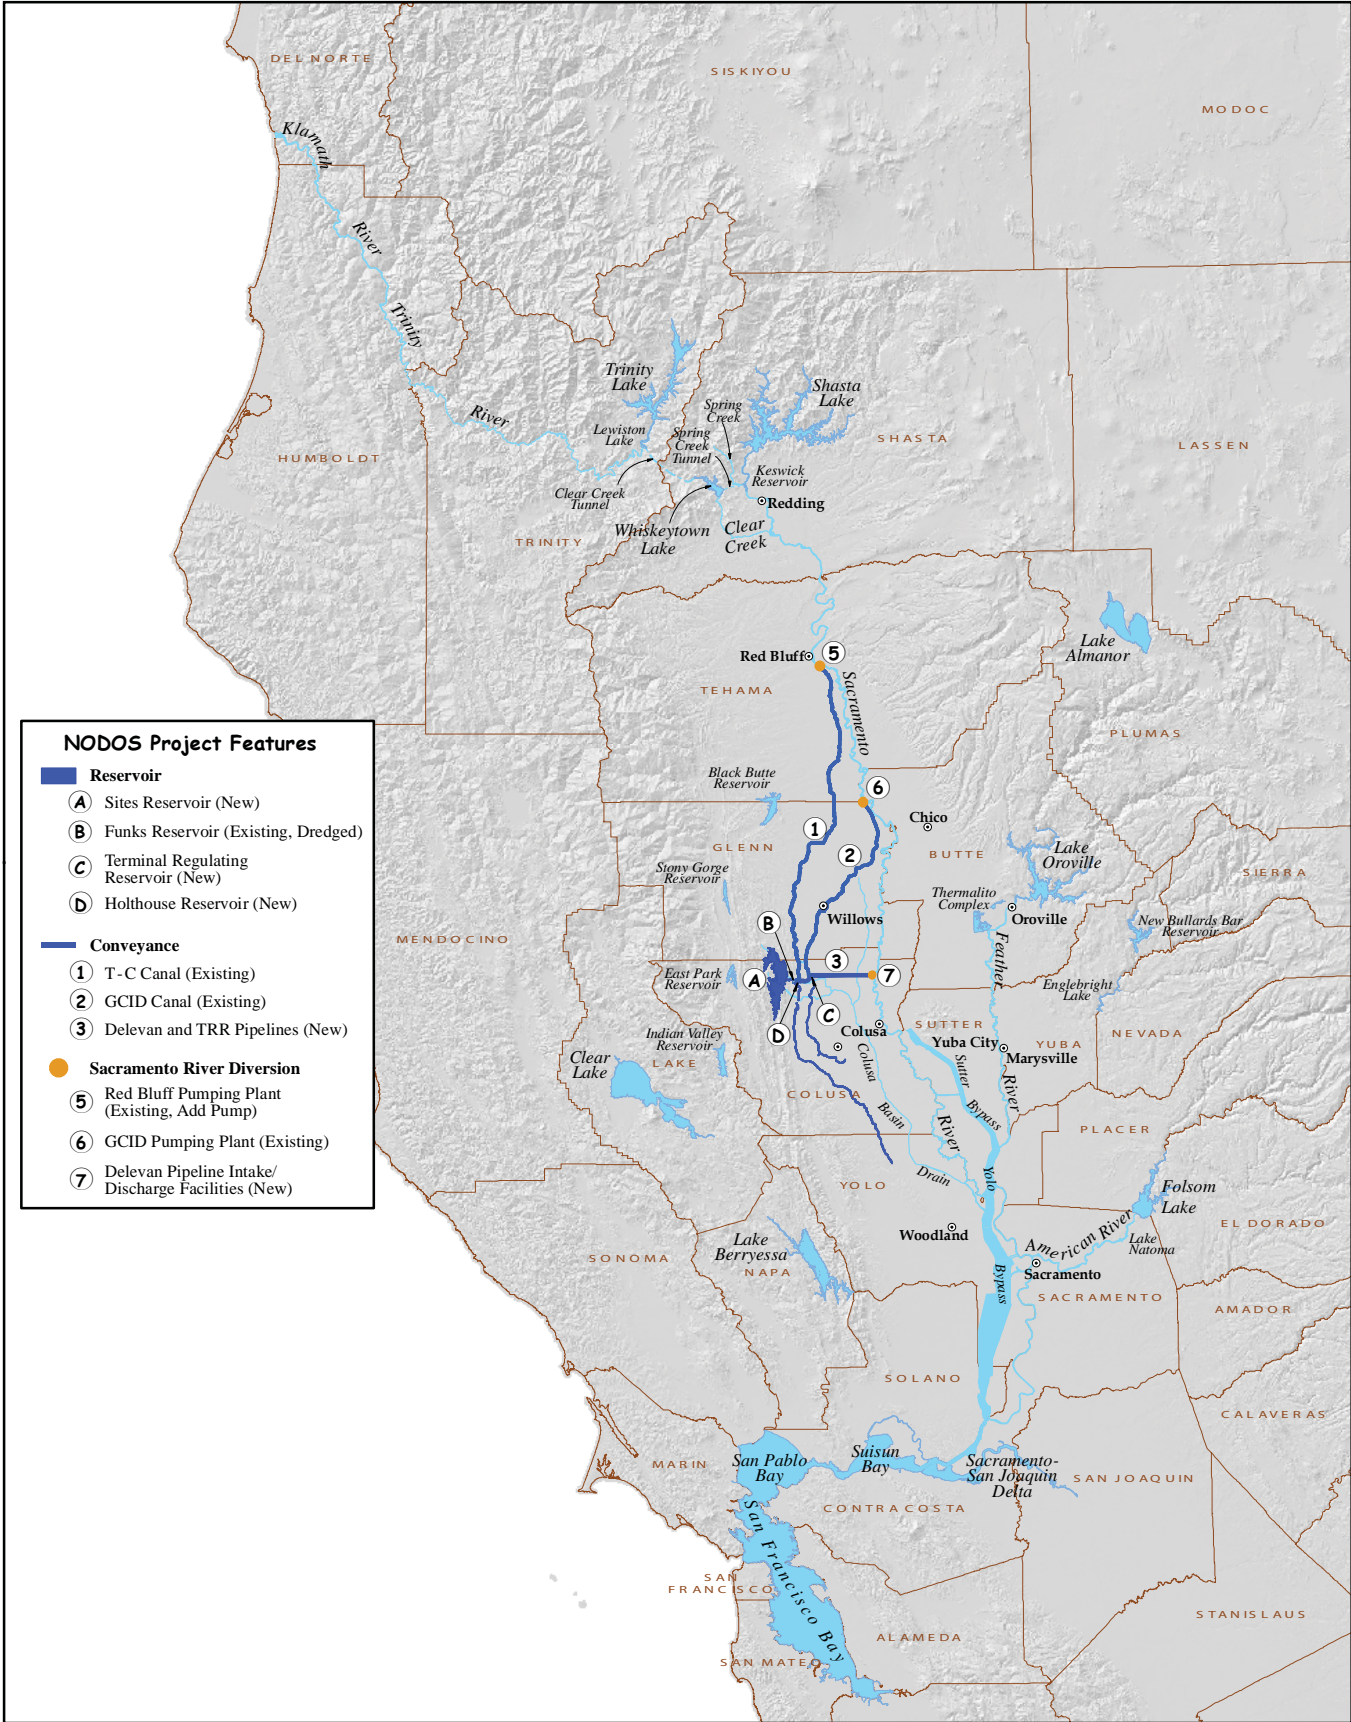 DEL NORTE
SISKIYOU
MODOC
Klamath
River
Trinity
River
Trinity
Lake
Shasta
Lake
Spring
Creek
Lewiston
Lake
Spring
Creek
Tunnel
SHASTA
LASSEN
HUMBOLDT
Keswick
Reservoir
Clear Creek
Tunnel
Redding
Whiskeytown
Lake
Clear
Creek
TRINITY
Red Bluff
5
Lake
Almanor
TEHAMA
Sacramento
PLUMAS
Black Butte
Reservoir
6
Chico
1
2
GLENN
BUTTE
Lake
Oroville
Stony Gorge
Reservoir
SIERRA
Thermalito
Complex
Oroville
Willows
New Bullards Bar
Reservoir
B
MENDOCINO
Feather
3
7
East Park
Reservoir
A
Englebright
Lake
C
D
Indian Valley
Reservoir
Colusa
SUTTER
Yuba City
YUBA
NEVADA
Marysville
Clear
Lake
LAKE
Colusa
Sutter
River
COLUSA
Basin
Bypass
River
PLACER
Drain
Yolo
YOLO
Folsom
Lake
Woodland
American River
EL DORADO
Lake
Natoma
Lake
Berryessa
SONOMA
NAPA
Bypass
Sacramento
SACRAMENTO
AMADOR
SOLANO
CALAVERAS
MARIN
San Pablo
Bay
Suisun
Bay
Sacramento-
San Joaquin
Delta
SAN JOAQUIN
CONTRA COSTA
San Francisco Bay
SAN
FRANCISCO
STANISLAUS
ALAMEDA
SAN MATEO
NODOS Project Features
Reservoir
A Sites Reservoir (New)
B Funks Reservoir (Existing, Dredged)
C Terminal Regulating
Reservoir (New)
D Holthouse Reservoir (New)
Conveyance
1 T-C Canal (Existing)
2 GCID Canal (Existing)
3 Delevan and TRR Pipelines (New)
Sacramento River Diversion
5 Red Bluff Pumping Plant
(Existing, Add Pump)
6 GCID Pumping Plant (Existing)
7 Delevan Pipeline Intake/
Discharge Facilities (New)